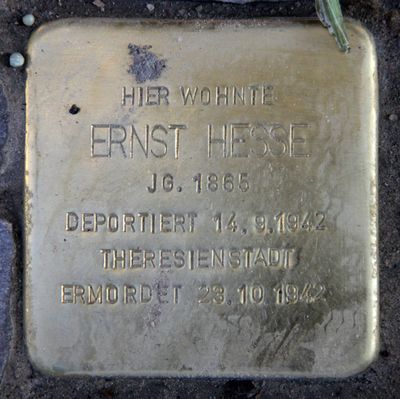 HIER WOHNTE
ERNST HESSE
JG. 1865
DEPORTIERT 14.9.1942
THERESIENSTADT
ERMORDET 23.10.1942